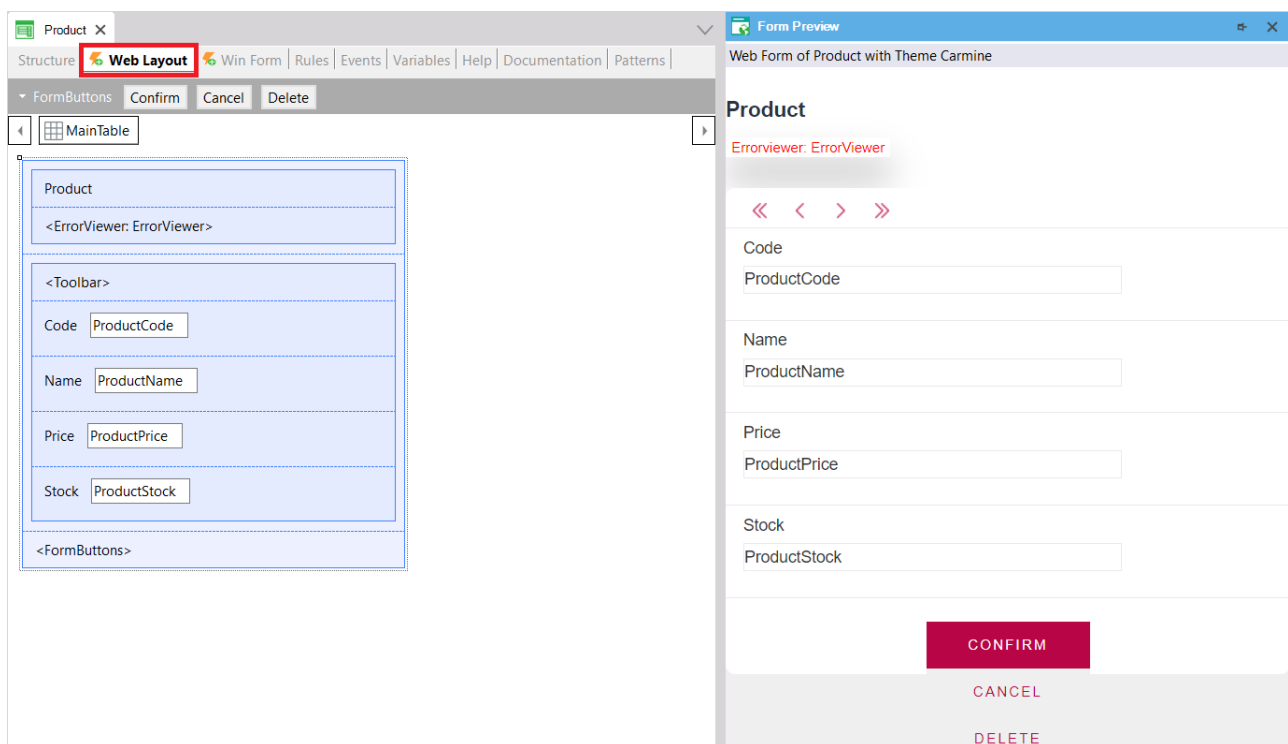 Product
Structure Web Layout Win Form Rules Events Variables Help Documentation Patterns
FormButtons Confirm Cancel Delete
MainTable
Product
<ErrorViewer: ErrorViewer>
<Toolbar>
Code ProductCode
Name ProductName
Price ProductPrice
Stock ProductStock
<FormButtons>
Form Preview
Web Form of Product with Theme Carmine
Product
Errorviewer: ErrorViewer
Code
ProductCode
Name
ProductName
Price
ProductPrice
Stock
ProductStock
CONFIRM
CANCEL
DELETE